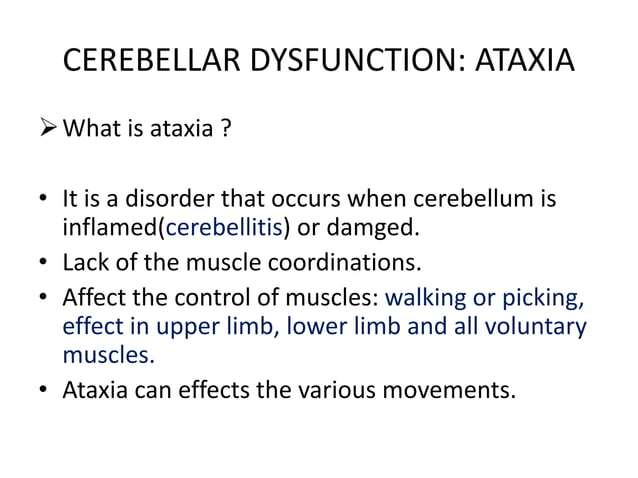 CEREBELLAR DYSFUNCTION: ATAXIA
➢ What is ataxia ?
• It is a disorder that occurs when cerebellum is
inflamed(cerebellitis) or damged.
• Lack of the muscle coordinations.
• Affect the control of muscles: walking or picking,
effect in upper limb, lower limb and all voluntary
muscles.
• Ataxia can effects the various movements.